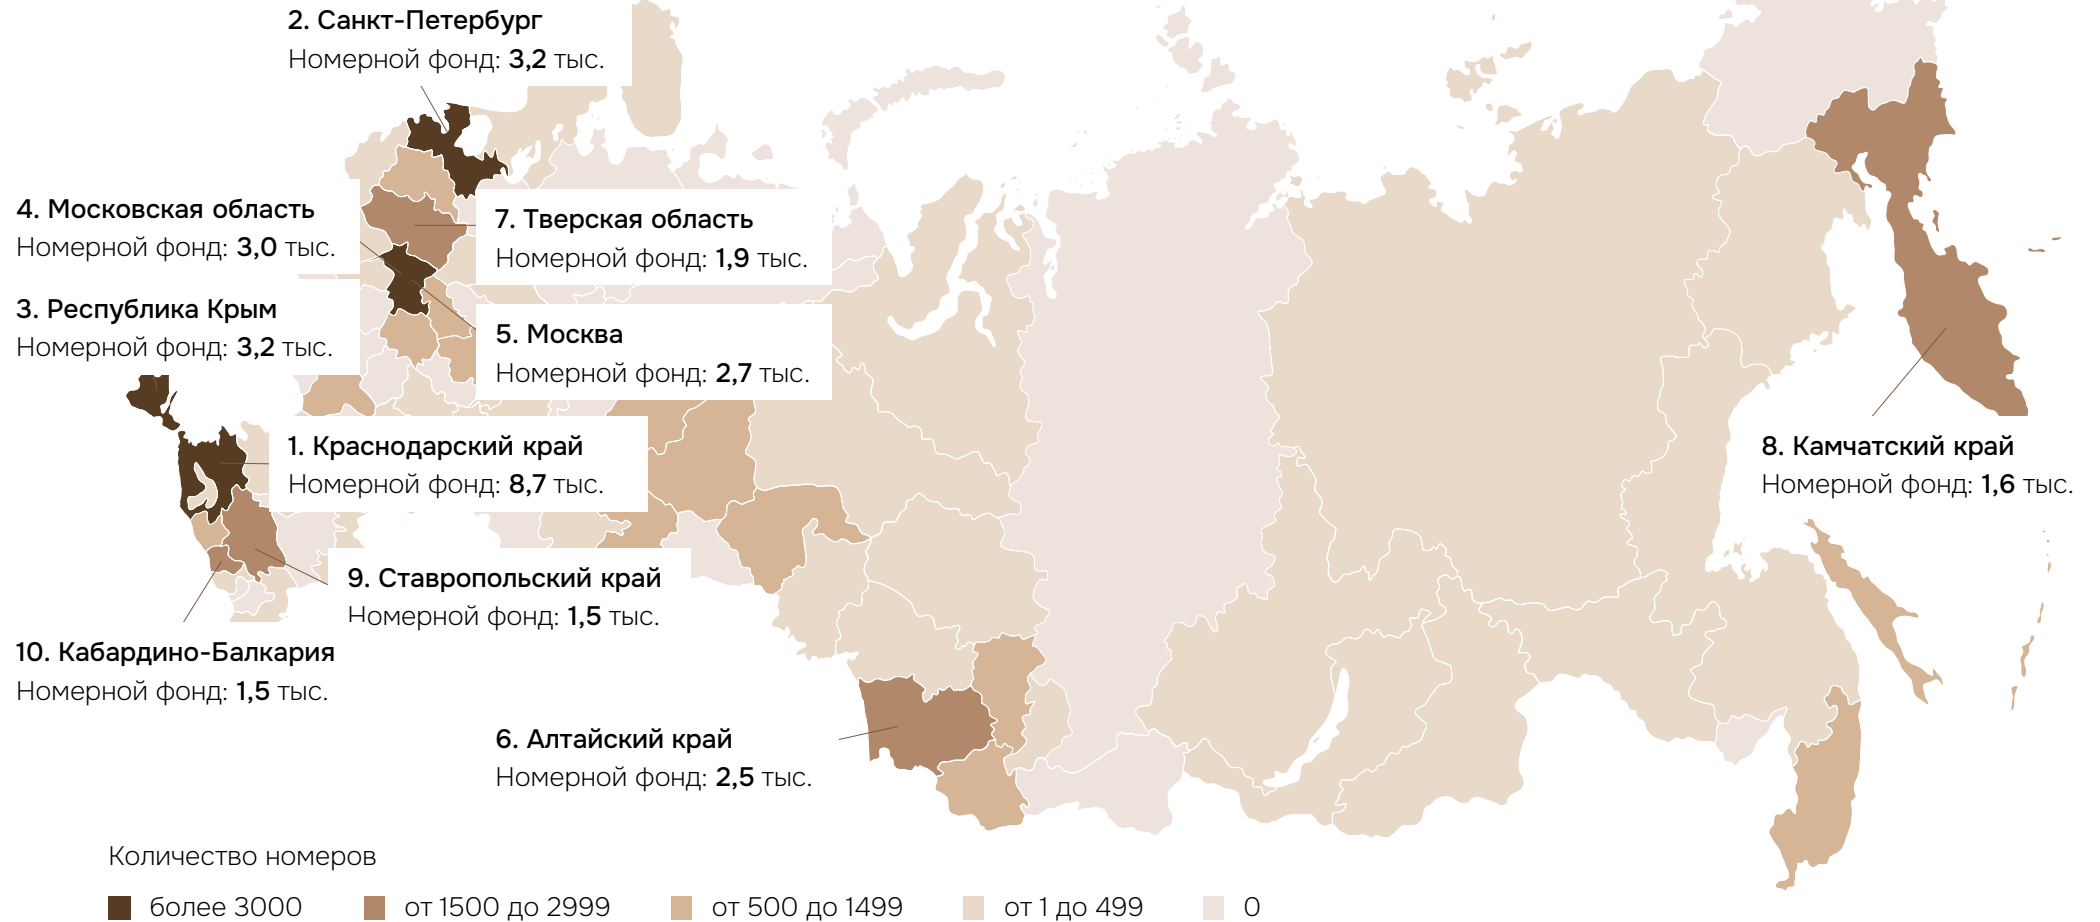 2. Санкт-Петербург
Номерной фонд: 3,2 тыс.
4. Московская область
Номерной фонд: 3,0 тыс.
7. Тверская область
Номерной фонд: 1,9 тыс.
3. Республика Крым
Номерной фонд: 3,2 тыс.
5. Москва
Номерной фонд: 2,7 тыс.
1. Краснодарский край
Номерной фонд: 8,7 тыс.
8. Камчатский край
Номерной фонд: 1,6 тыс.
9. Ставропольский край
Номерной фонд: 1,5 тыс.
10. Кабардино-Балкария
Номерной фонд: 1,5 тыс.
6. Алтайский край
Номерной фонд: 2,5 тыс.
Количество номеров
более 3000
от 1500 до 2999
от 500 до 1499
от 1 до 499
0